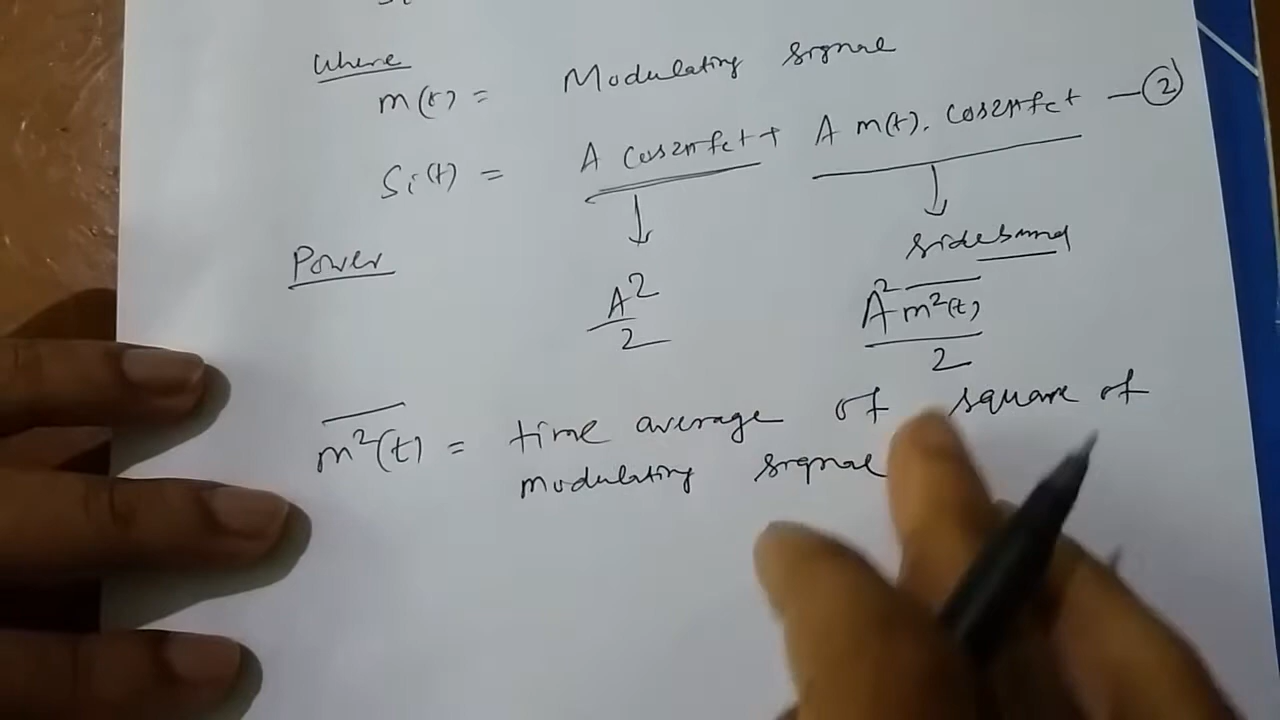 Where
m(t) = Modulating signal
Si(t) = A cos2πfct + A m(t). cos2πfct — ②
sideband
Power A²/2 A² m²(t)̅/2
m²(t)̅ = time average of square of
modulating signal